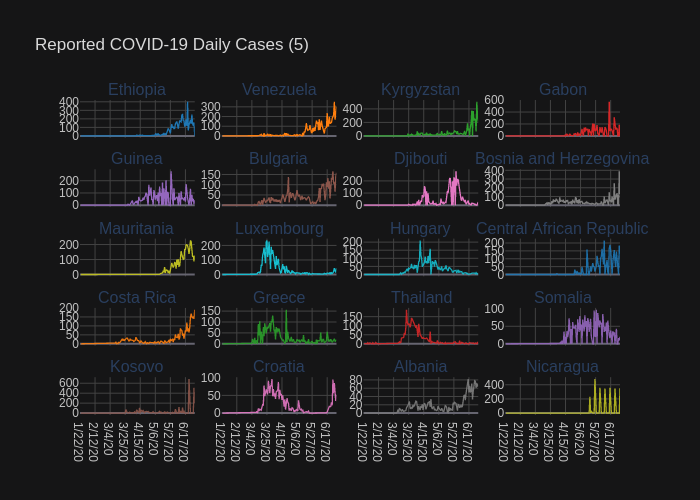 Reported COVID-19 Daily Cases (5)
Ethiopia Venezuela Kyrgyzstan Gabon
400 300 200 100 0
300 200 100 0
400 200 0
600 400 200 0
Guinea Bulgaria Djibouti Bosnia and Herzegovina
200 100 0
150 100 50 0
200 100 0
400 300 200 100 0
Mauritania Luxembourg Hungary Central African Republic
200 100 0
200 100 0
200 150 100 50 0
200 150 100 50 0
Costa Rica Greece Thailand Somalia
200 150 100 50 0
150 100 50 0
150 100 50 0
100 50 0
Kosovo Croatia Albania Nicaragua
600 400 200 0
100 50 0
80 60 40 20 0
400 200 0
1/22/20 2/12/20 3/4/20 3/25/20 4/15/20 5/6/20 5/27/20 6/17/20
1/22/20 2/12/20 3/4/20 3/25/20 4/15/20 5/6/20 5/27/20 6/17/20
1/22/20 2/12/20 3/4/20 3/25/20 4/15/20 5/6/20 5/27/20 6/17/20
1/22/20 2/12/20 3/4/20 3/25/20 4/15/20 5/6/20 5/27/20 6/17/20